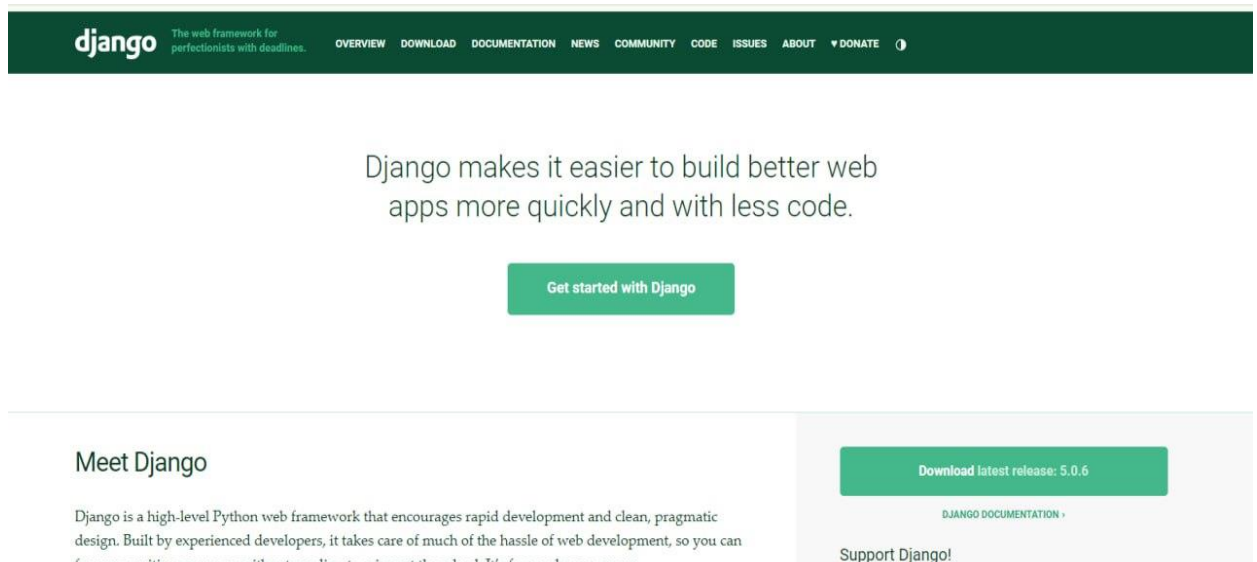 django
The web framework for
perfectionists with deadlines.
OVERVIEW DOWNLOAD DOCUMENTATION NEWS COMMUNITY CODE ISSUES ABOUT ♥ DONATE
Django makes it easier to build better web
apps more quickly and with less code.
Get started with Django
Meet Django
Django is a high-level Python web framework that encourages rapid development and clean, pragmatic
design. Built by experienced developers, it takes care of much of the hassle of web development, so you can
Download latest release: 5.0.6
DJANGO DOCUMENTATION ›
Support Django!